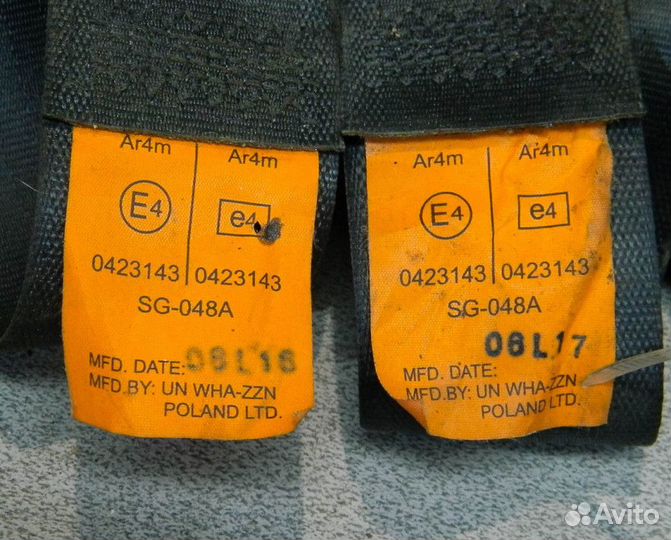 Ar4m Ar4m
E4 e4
0423143 0423143
SG-048A
MFD. DATE: 06L16
MFD.BY: UN WHA-ZZN
POLAND LTD.
Ar4m Ar4m
E4 e4
0423143 0423143
SG-048A
06L17
MFD. DATE:
MFD.BY: UN WHA-ZZN
POLAND LTD.
Avito